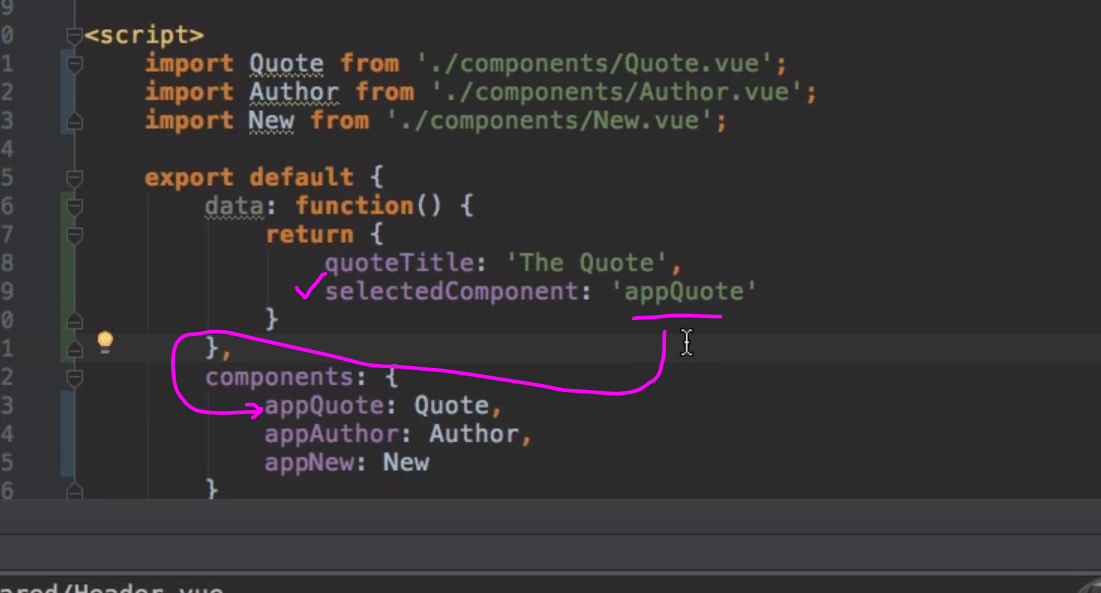 9
0 <script>
1 import Quote from './components/Quote.vue';
2 import Author from './components/Author.vue';
3 import New from './components/New.vue';
4
5 export default {
6 data: function() {
7 return {
8 quoteTitle: 'The Quote',
9 selectedComponent: 'appQuote'
0 }
1 },
2 components: {
3 appQuote: Quote,
4 appAuthor: Author,
5 appNew: New
6 }
ared/Header.vue